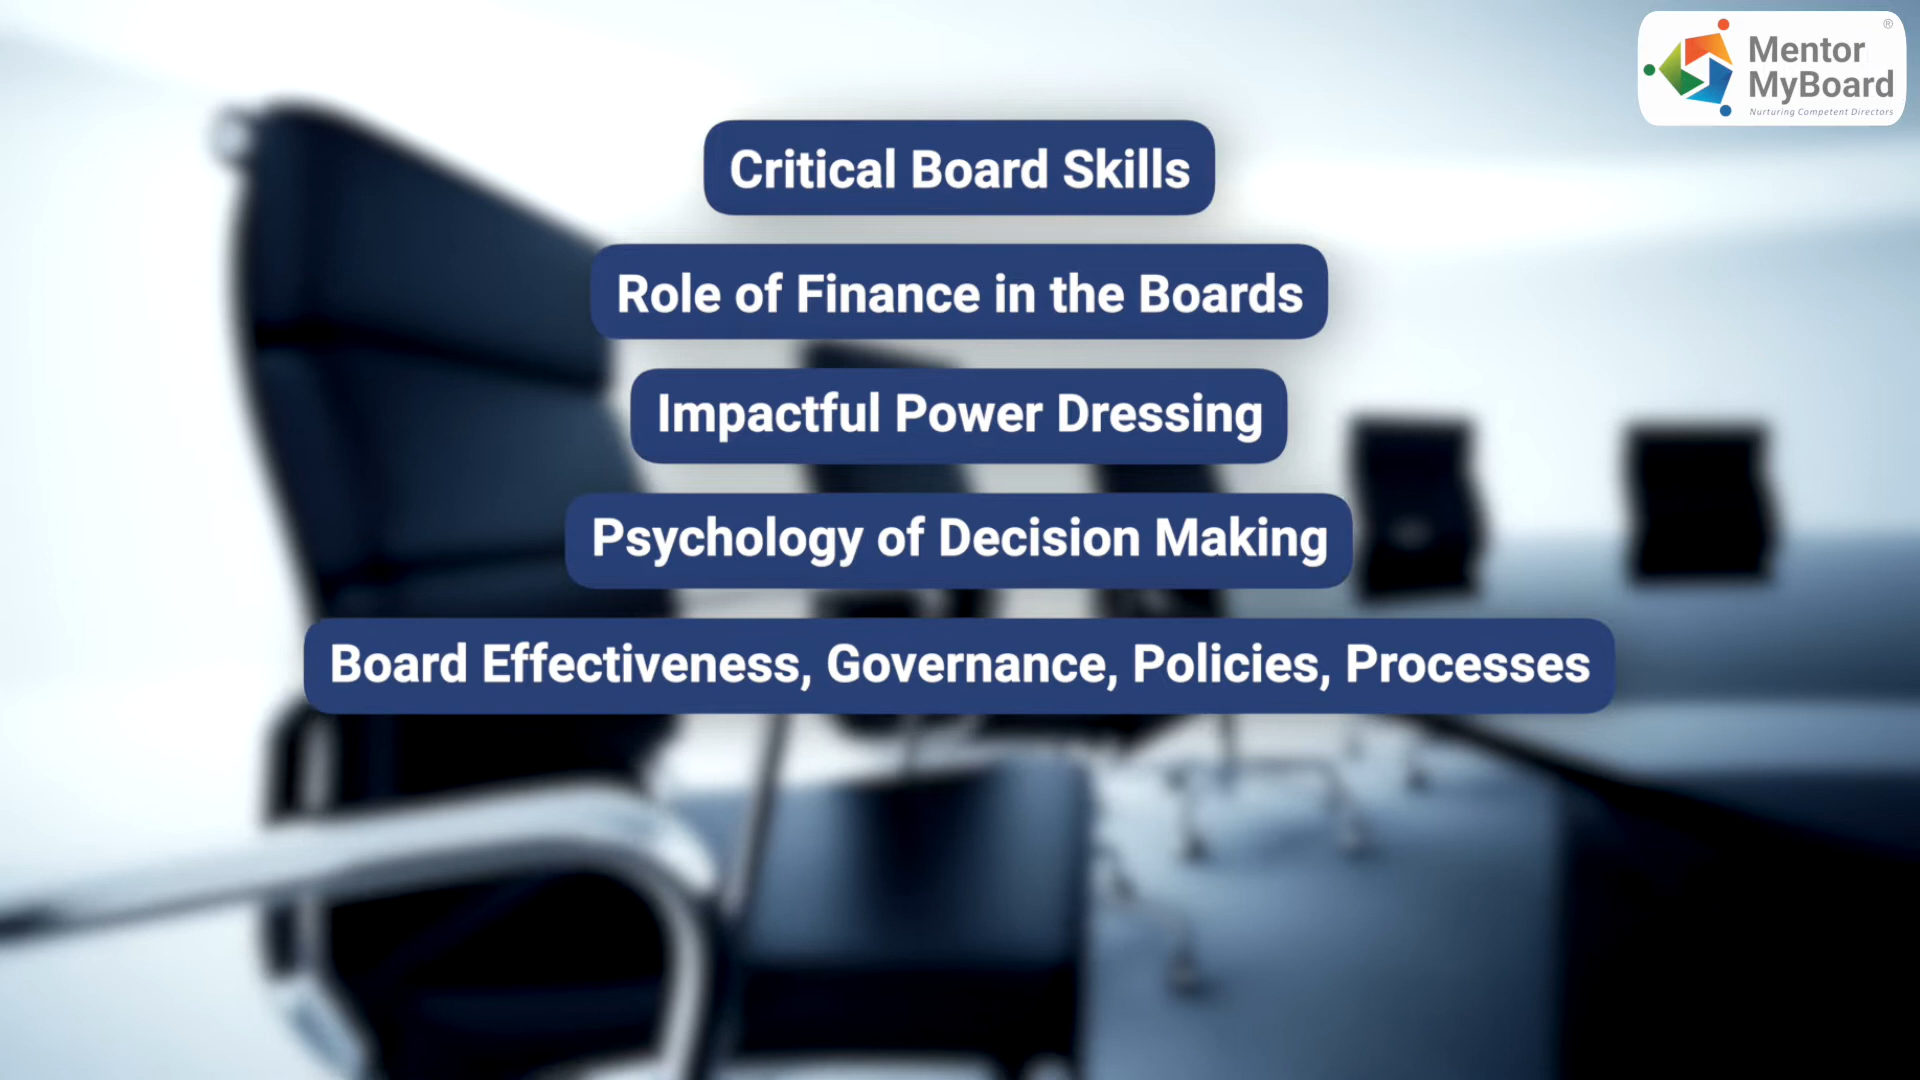 Mentor
MyBoard
®
Nurturing Competent Directors
Critical Board Skills
Role of Finance in the Boards
Impactful Power Dressing
Psychology of Decision Making
Board Effectiveness, Governance, Policies, Processes